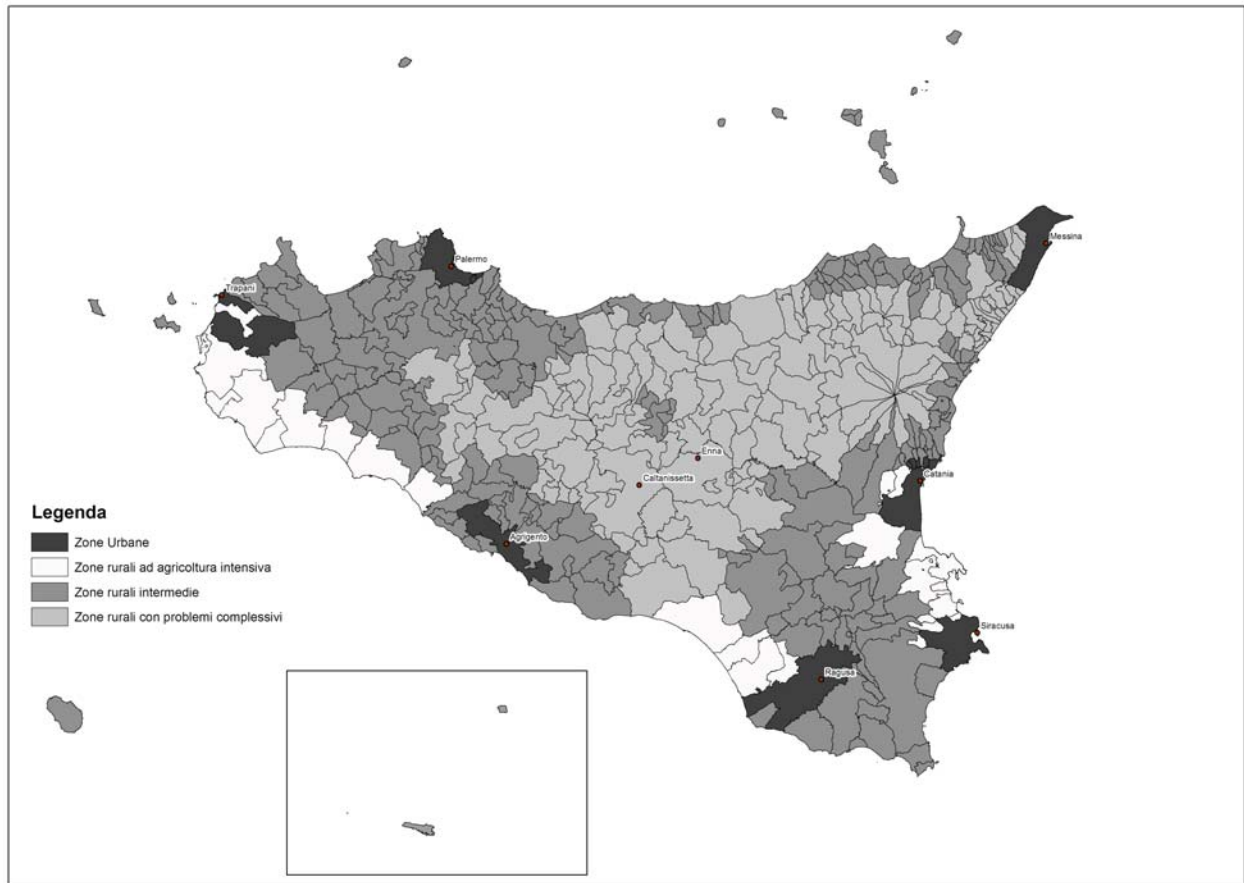 Messina
Palermo
Trapani
Enna
Catania
Caltanissetta
Agrigento
Siracusa
Ragusa
Legenda
Zone Urbane
Zone rurali ad agricoltura intensiva
Zone rurali intermedie
Zone rurali con problemi complessivi